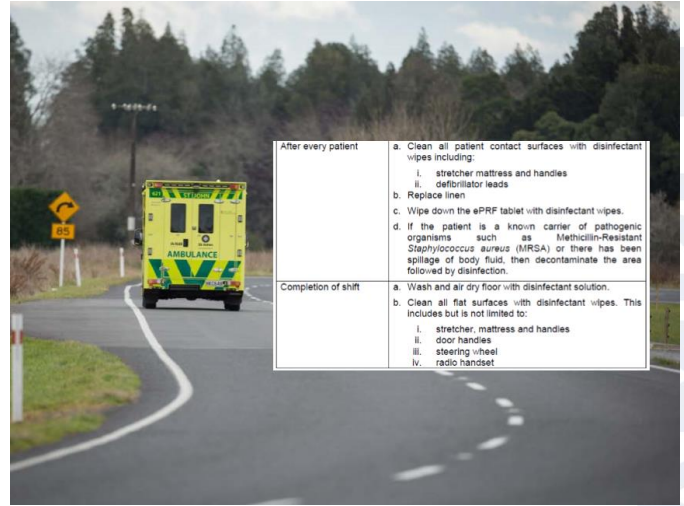 85
621 ST JOHN
AMBULANCE
After every patient
a. Clean all patient contact surfaces with disinfectant
wipes including:
i. stretcher mattress and handles
ii. defibrillator leads
b. Replace linen
c. Wipe down the ePRF tablet with disinfectant wipes.
d. If the patient is a known carrier of pathogenic
organisms such as Methicillin-Resistant
Staphylococcus aureus (MRSA) or there has been
spillage of body fluid, then decontaminate the area
followed by disinfection.
Completion of shift
a. Wash and air dry floor with disinfectant solution.
b. Clean all flat surfaces with disinfectant wipes. This
includes but is not limited to:
i. stretcher, mattress and handles
ii. door handles
iii. steering wheel
iv. radio handset